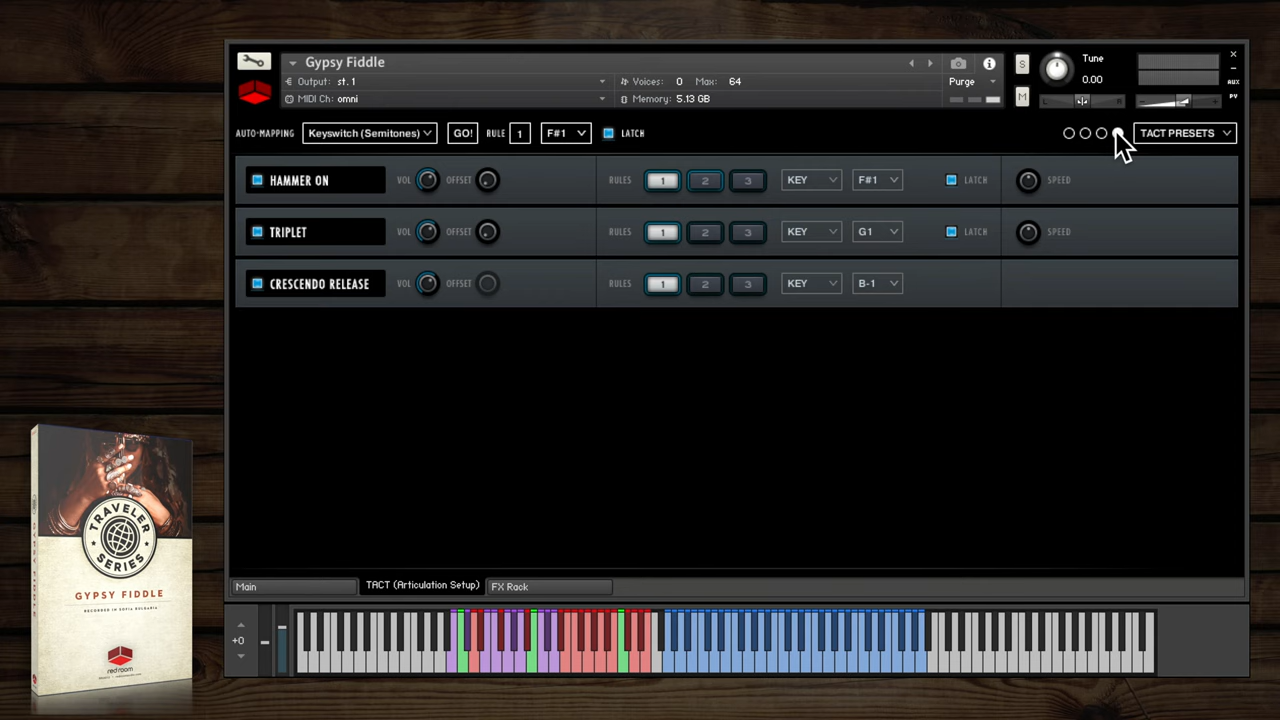 Gypsy Fiddle
Output: st. 1
Voices: 0 Max: 64
Purge
MIDI Ch: omni
Memory: 5.13 GB
S
M
Tune
0.00
L R
AUX
PV
AUTO-MAPPING Keyswitch (Semitones) GO! RULE 1 F#1 LATCH
TACT PRESETS
HAMMER ON VOL OFFSET RULES 1 2 3 KEY F#1 LATCH SPEED
TRIPLET VOL OFFSET RULES 1 2 3 KEY G1 LATCH SPEED
CRESCENDO RELEASE VOL OFFSET RULES 1 2 3 KEY B-1
Main
TACT (Articulation Setup)
FX Rack
+0
TRAVELER
SERIES
GYPSY FIDDLE
RECORDED IN SOFIA BULGARIA
red room